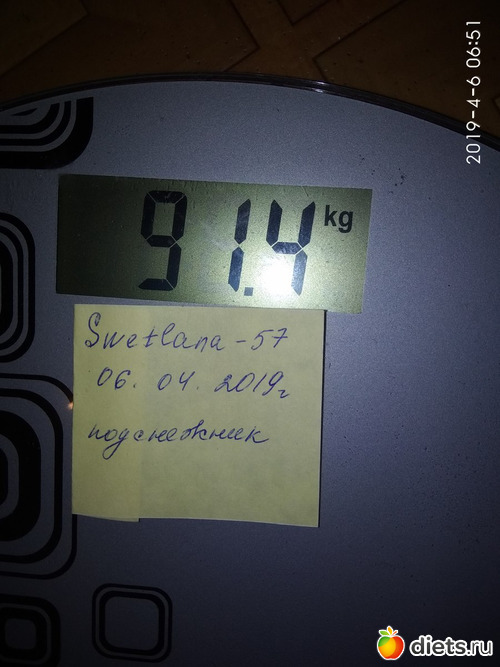 2019-4-6 06:51
91.4 kg
Swetlana-57
06. 04. 2019г
подснежник
diets.ru